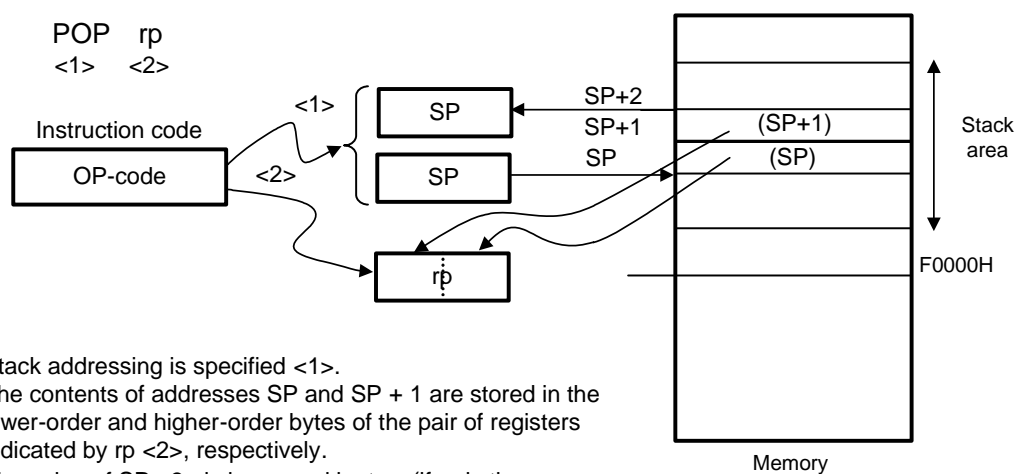 POP rp
<1> <2>
Instruction code
OP-code
<1>
<2>
SP
SP
rp
SP+2
SP+1
SP
(SP+1)
(SP)
Stack
area
F0000H
Memory
tack addressing is specified <1>.
he contents of addresses SP and SP + 1 are stored in the
wer-order and higher-order bytes of the pair of registers
dicated by rp <2>, respectively.